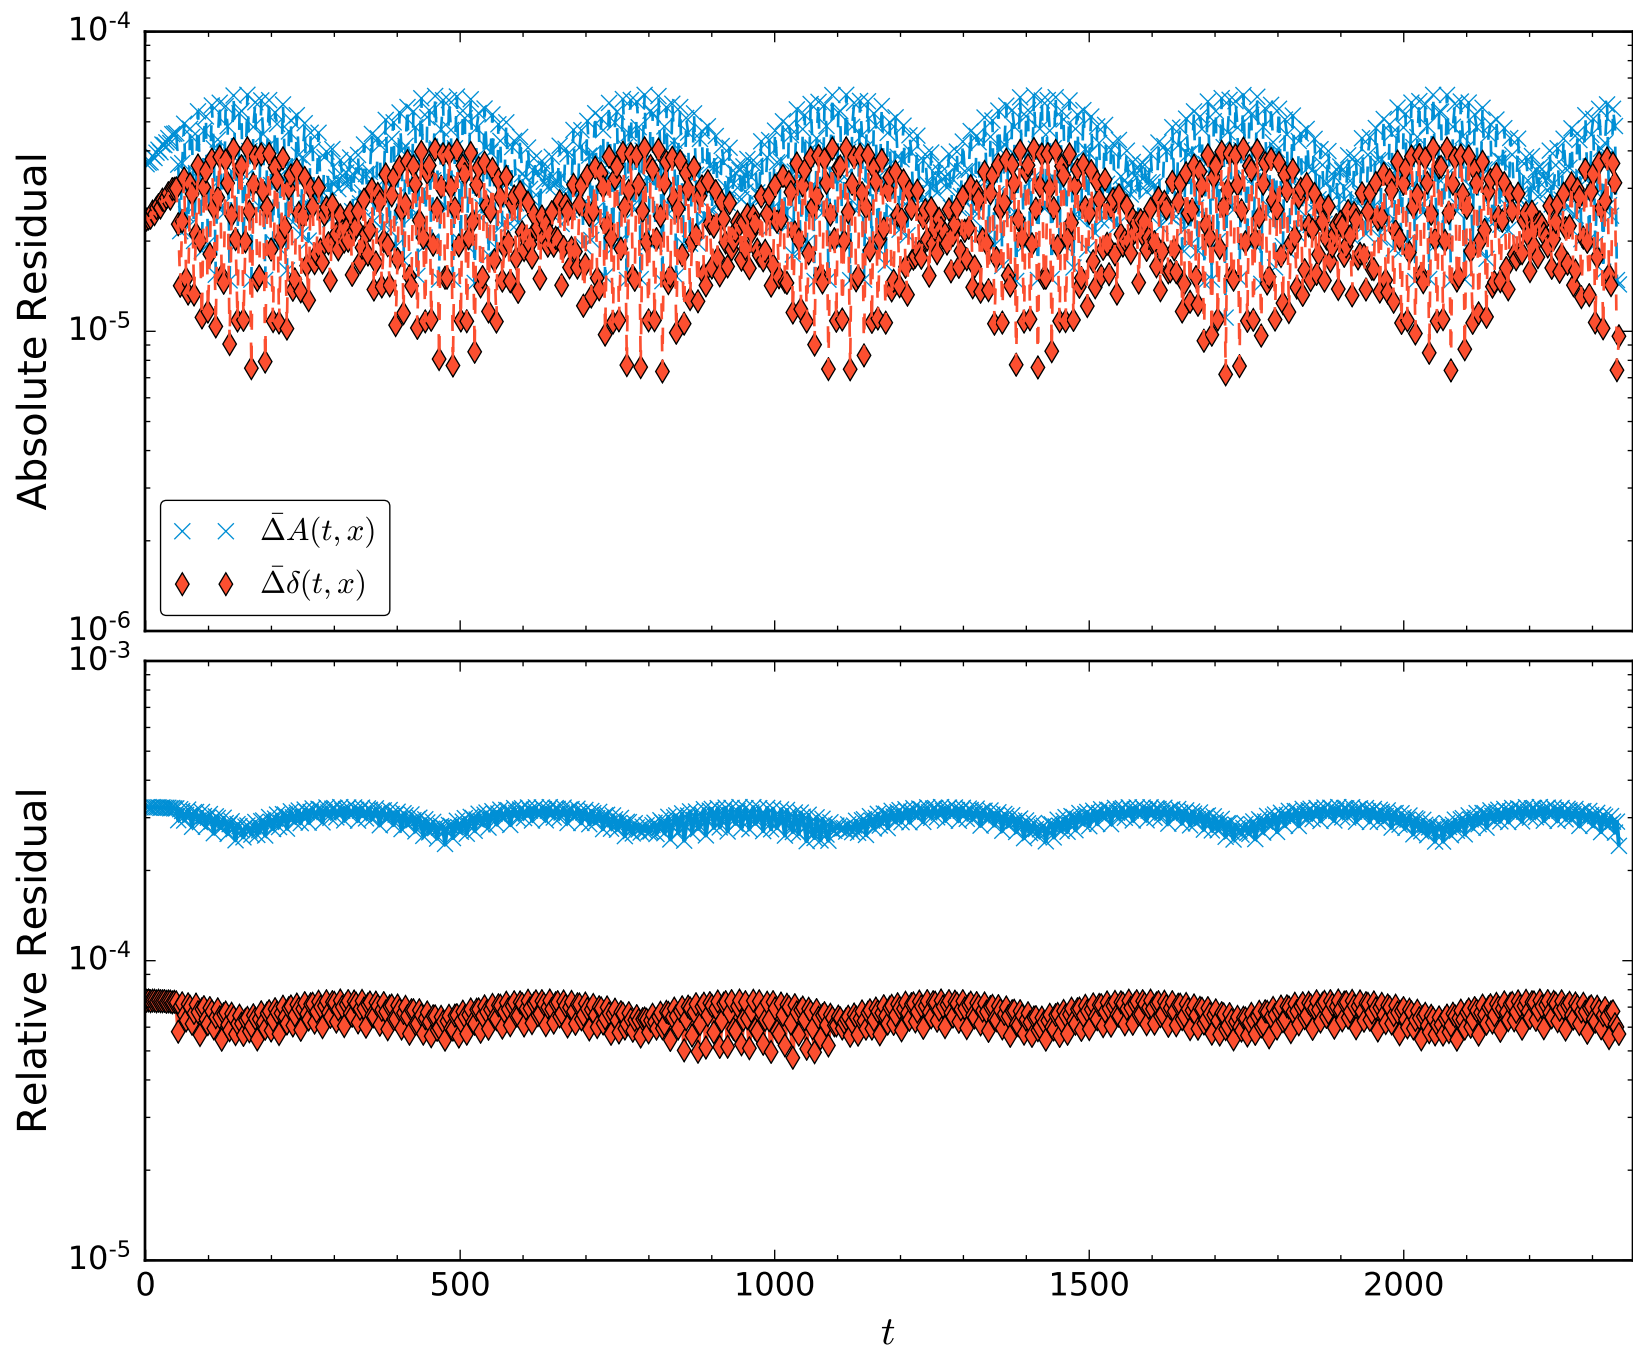 10^-4
Absolute Residual
10^-5
Δ̄A(t, x)
Δ̄δ(t, x)
10^-6
10^-3
Relative Residual
10^-4
10^-5
0 500 1000 1500 2000
t